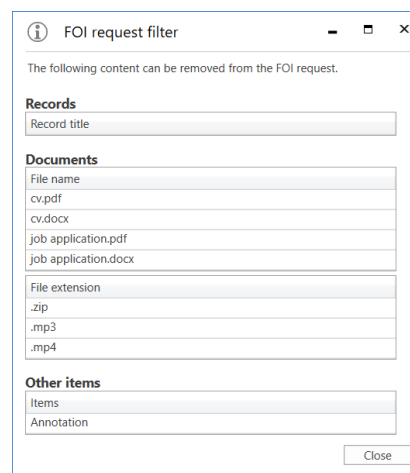 FOI request filter
The following content can be removed from the FOI request.
Records
Record title
Documents
File name
cv.pdf
cv.docx
job application.pdf
job application.docx
File extension
.zip
.mp3
.mp4
Other items
Items
Annotation
Close